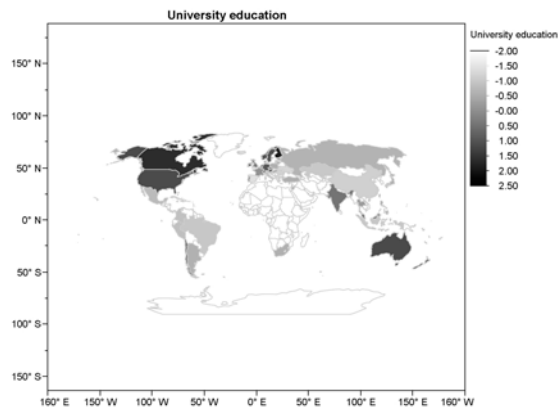 University education
University education
-2.00
-1.50
-1.00
-0.50
0.00
0.50
1.00
1.50
2.00
2.50
150° N
100° N
50° N
0° N
50° S
100° S
150° S
160° E 150° W 100° W 50° W 0° E 50° E 100° E 150° E 160° W